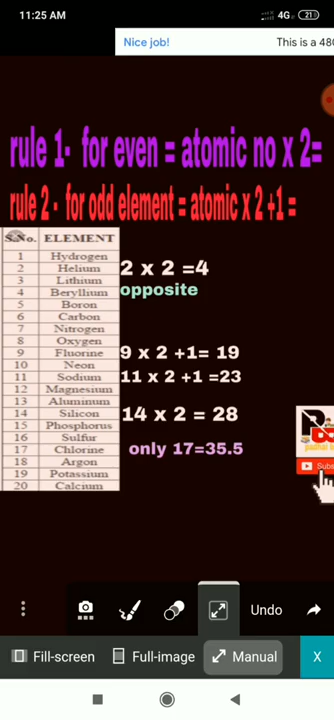 11:25 AM
4G
21
Nice job!
This is a 480
rule 1- for even = atomic no x 2=
rule 2 - for odd element = atomic x 2 +1 =
S.No. ELEMENT
1 Hydrogen
2 Helium
3 Lithium
4 Beryllium
5 Boron
6 Carbon
7 Nitrogen
8 Oxygen
9 Fluorine
10 Neon
11 Sodium
12 Magnesium
13 Aluminum
14 Silicon
15 Phosphorus
16 Sulfur
17 Chlorine
18 Argon
19 Potassium
20 Calcium
2 x 2 =4
opposite
9 x 2 +1= 19
11 x 2 +1 =23
14 x 2 = 28
only 17=35.5
Subs
Undo
Fill-screen
Full-image
Manual
X